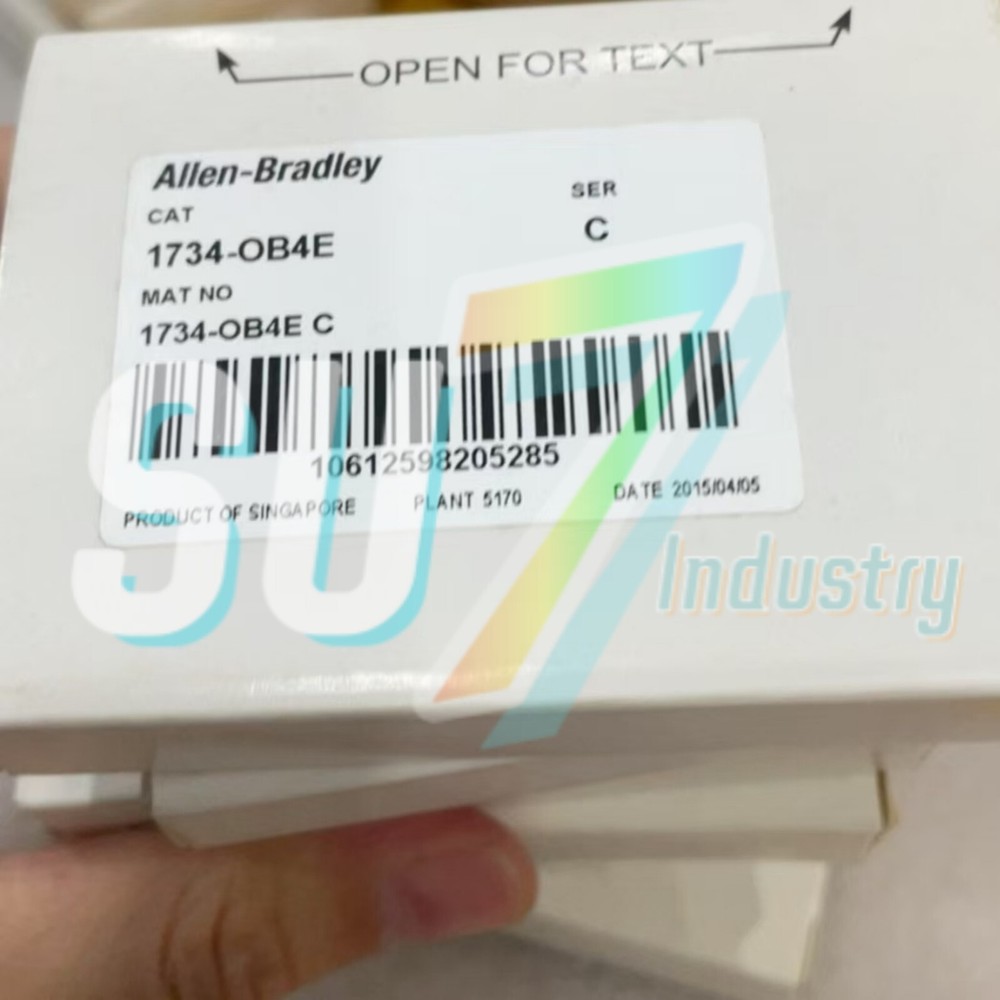 OPEN FOR TEXT
Allen-Bradley
CAT
SER
1734-OB4E
C
MAT NO
1734-OB4E C
10612598205285
PRODUCT OF SINGAPORE PLANT 5170 DATE 2015/04/05
SU7
Industry